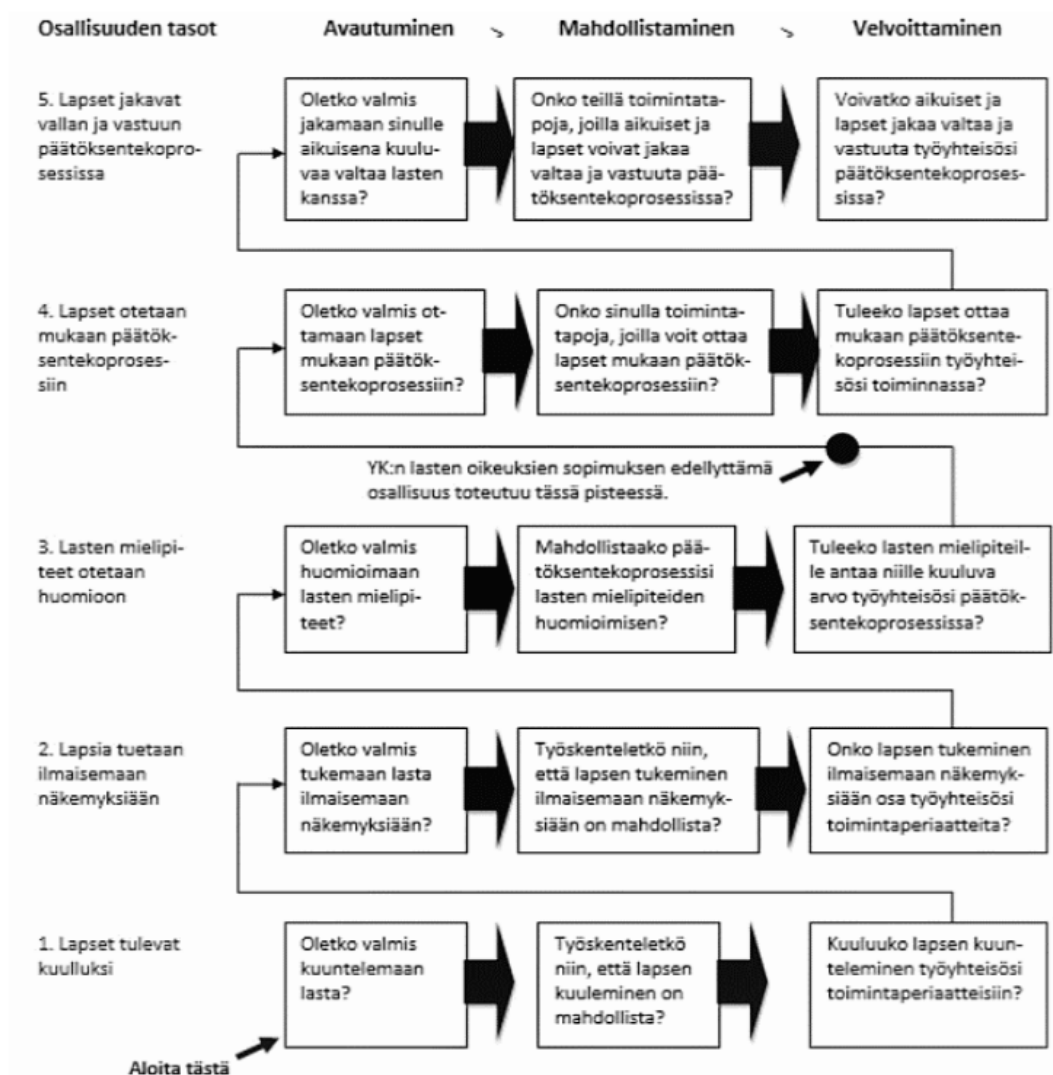 Osallisuuden tasot
Avautuminen
Mahdollistaminen
Velvoittaminen
5. Lapset jakavat
vallan ja vastuun
päätöksentekopro-
sessissa
Oletko valmis
jakamaan sinulle
aikuisena kuulu-
vaa valtaa lasten
kanssa?
Onko teillä toimintata-
poja, joilla aikuiset ja
lapset voivat jakaa
valtaa ja vastuuta pää-
töksentekoprosessissa?
Voivatko aikuiset ja
lapset jakaa valtaa ja
vastuuta työyhteisösi
päätöksentekoproses-
sissa?
4. Lapset otetaan
mukaan päätök-
sentekoproses-
siin
Oletko valmis ot-
tamaan lapset
mukaan päätök-
sentekoprosessiin?
Onko sinulla toiminta-
tapoja, joilla voit ottaa
lapset mukaan päätök-
sentekoprosessiin?
Tuleeko lapset ottaa
mukaan päätöksente-
koprosessiin työyhtei-
sösi toiminnassa?
YK:n lasten oikeuksien sopimuksen edellyttämä
osallisuus toteutuu tässä pisteessä.
3. Lasten mielipi-
teet otetaan
huomioon
Oletko valmis
huomioimaan
lasten mielipi-
teet?
Mahdollistaako pää-
töksentekoprosessisi
lasten mielipiteiden
huomioimisen?
Tuleeko lasten mielipiteil-
le antaa niille kuuluva
arvo työyhteisösi päätök-
sentekoprosessissa?
2. Lapsia tuetaan
ilmaisemaan
näkemyksiään
Oletko valmis
tukemaan lasta
ilmaisemaan
näkemyksiään?
Työskenteletkö niin,
että lapsen tukeminen
ilmaisemaan näkemyk-
siään on mahdollista?
Onko lapsen tukeminen
ilmaisemaan näkemyk-
siään osa työyhteisösi
toimintaperiaatteita?
1. Lapset tulevat
kuulluksi
Oletko valmis
kuuntelemaan
lasta?
Työskenteletkö
niin, että lapsen
kuuleminen on
mahdollista?
Kuuluuko lapsen kuun-
teleminen työyhteisösi
toimintaperiaatteisiin?
Aloita tästä